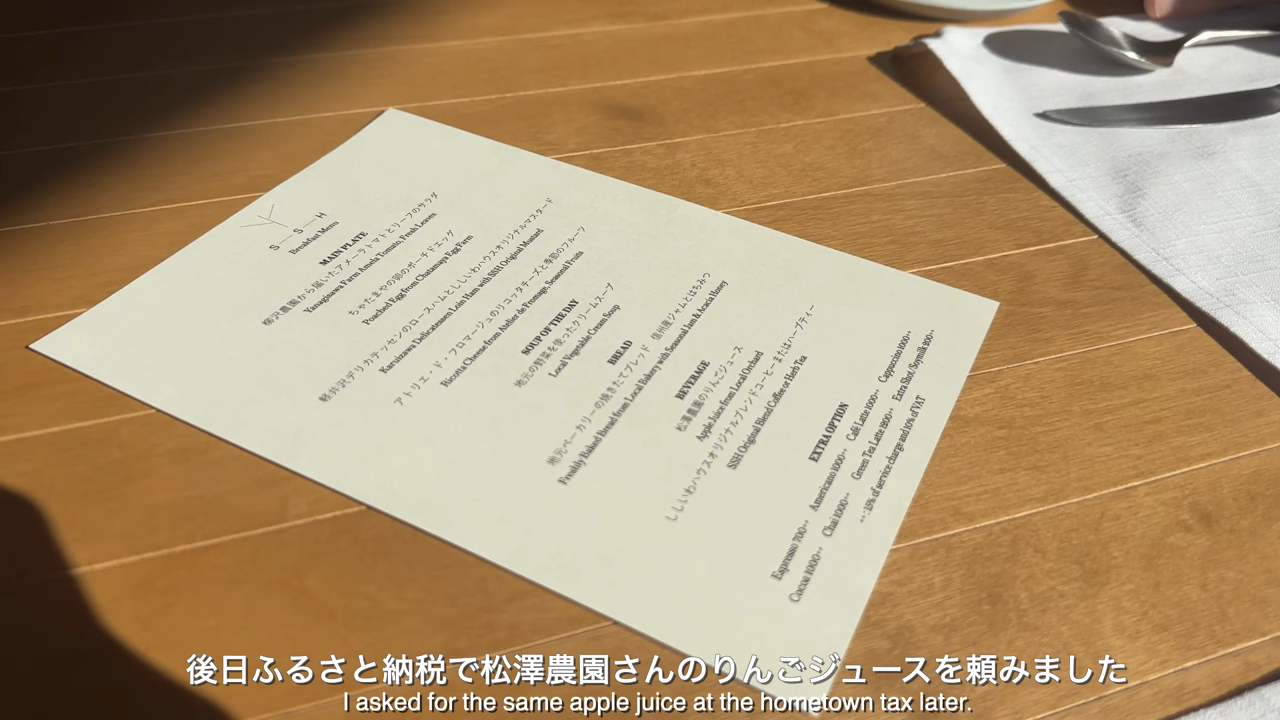 S—S—H
Breakfast Menu
MAIN PLATE
柳沢農園から届いたアメーラトマトとリーフのサラダ
Yanagisawa Farm Amela Tomato, Fresh Leaves
ちゃたまやの卵のポーチドエッグ
Poached Egg from Chatamaya Egg Farm
軽井沢デリカテッセンのロースハムとししいわハウスオリジナルマスタード
Karuizawa Delicatessen Loin Ham with SSH Original Mustard
アトリエ・ド・フロマージュのリコッタチーズと季節のフルーツ
Ricotta Cheese from Atelier de Fromage, Seasonal Fruits
SOUP OF THE DAY
地元の野菜を使ったクリームスープ
Local Vegetable Cream Soup
BREAD
地元ベーカリーの焼きたてブレッド 信州産ジャムとはちみつ
Freshly Baked Bread from Local Bakery with Seasonal Jam & Acacia Honey
BEVERAGE
松澤農園のりんごジュース
Apple Juice from Local Orchard
ししいわハウスオリジナルブレンドコーヒーまたはハーブティー
SSH Original Blend Coffee or Herb Tea
EXTRA OPTION
Espresso 700++ Americano 1000++ Café Latte 1000++ Cappuccino 1000++
Cocoa 1000++ Chai 1000++ Green Tea Latte 1200++ Extra Shot /Soymilk 200++
++ :15% of service charge and 10% of VAT
後日ふるさと納税で松澤農園さんのりんごジュースを頼みました
I asked for the same apple juice at the hometown tax later.